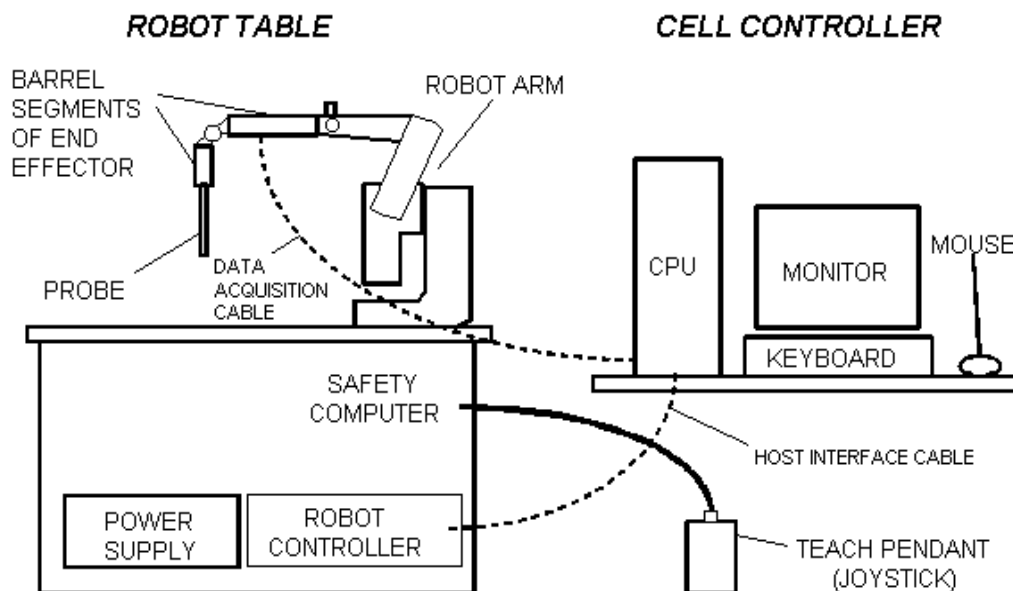 ROBOT TABLE
CELL CONTROLLER
BARREL
SEGMENTS
OF END
EFFECTOR
ROBOT ARM
PROBE
DATA
ACQUISITION
CABLE
CPU
MONITOR
MOUSE
KEYBOARD
SAFETY
COMPUTER
HOST INTERFACE CABLE
POWER
SUPPLY
ROBOT
CONTROLLER
TEACH PENDANT
(JOYSTICK)